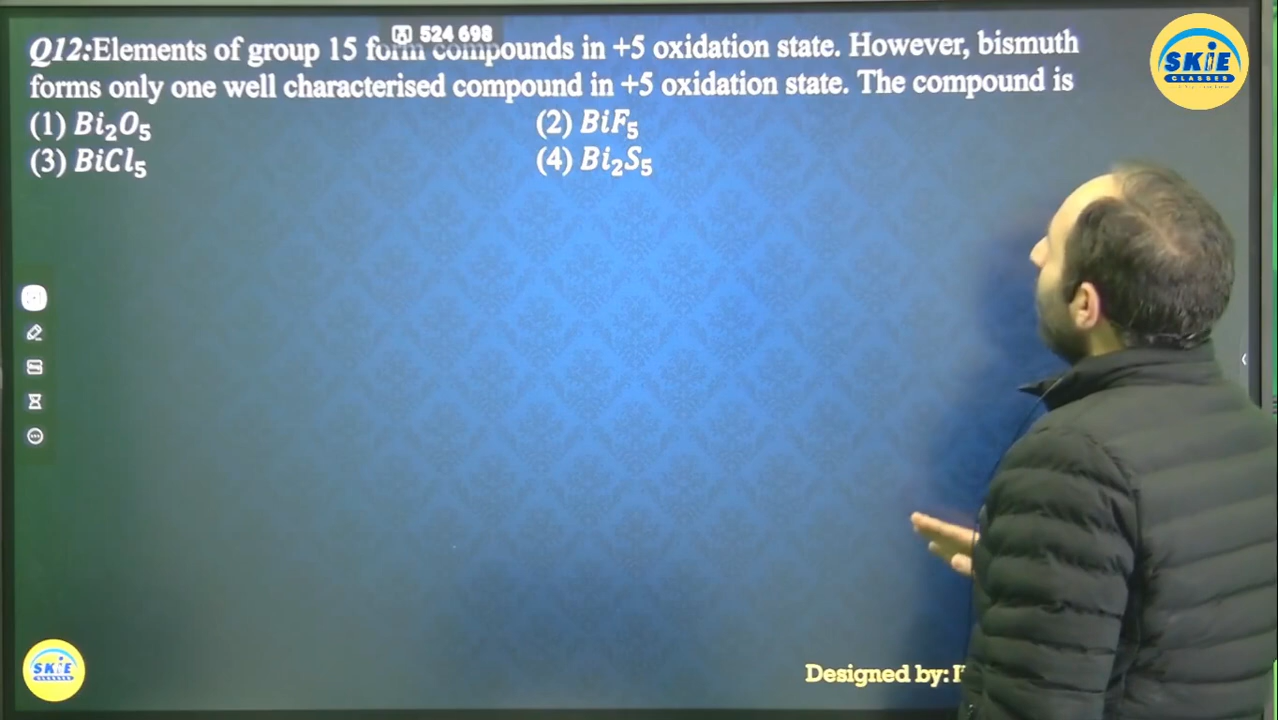 524 698
Q12:Elements of group 15 form compounds in +5 oxidation state. However, bismuth
forms only one well characterised compound in +5 oxidation state. The compound is
(1) Bi₂O₅ (2) BiF₅
(3) BiCl₅ (4) Bi₂S₅
SKIE
CLASSES
SKIE
CLASSES
Designed by: